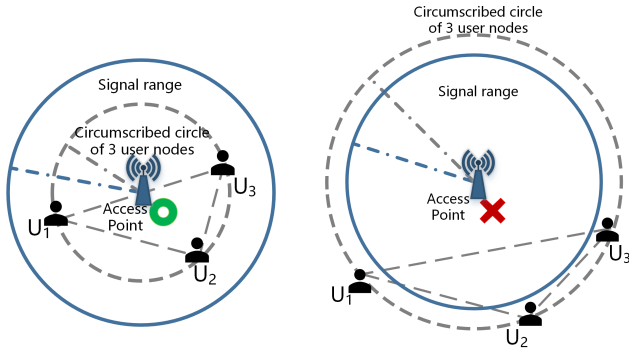 Signal range
Circumscribed circle
of 3 user nodes
U3
U1
Access
Point
U2
Circumscribed circle
of 3 user nodes
Signal range
Access
Point
U3
U1
U2